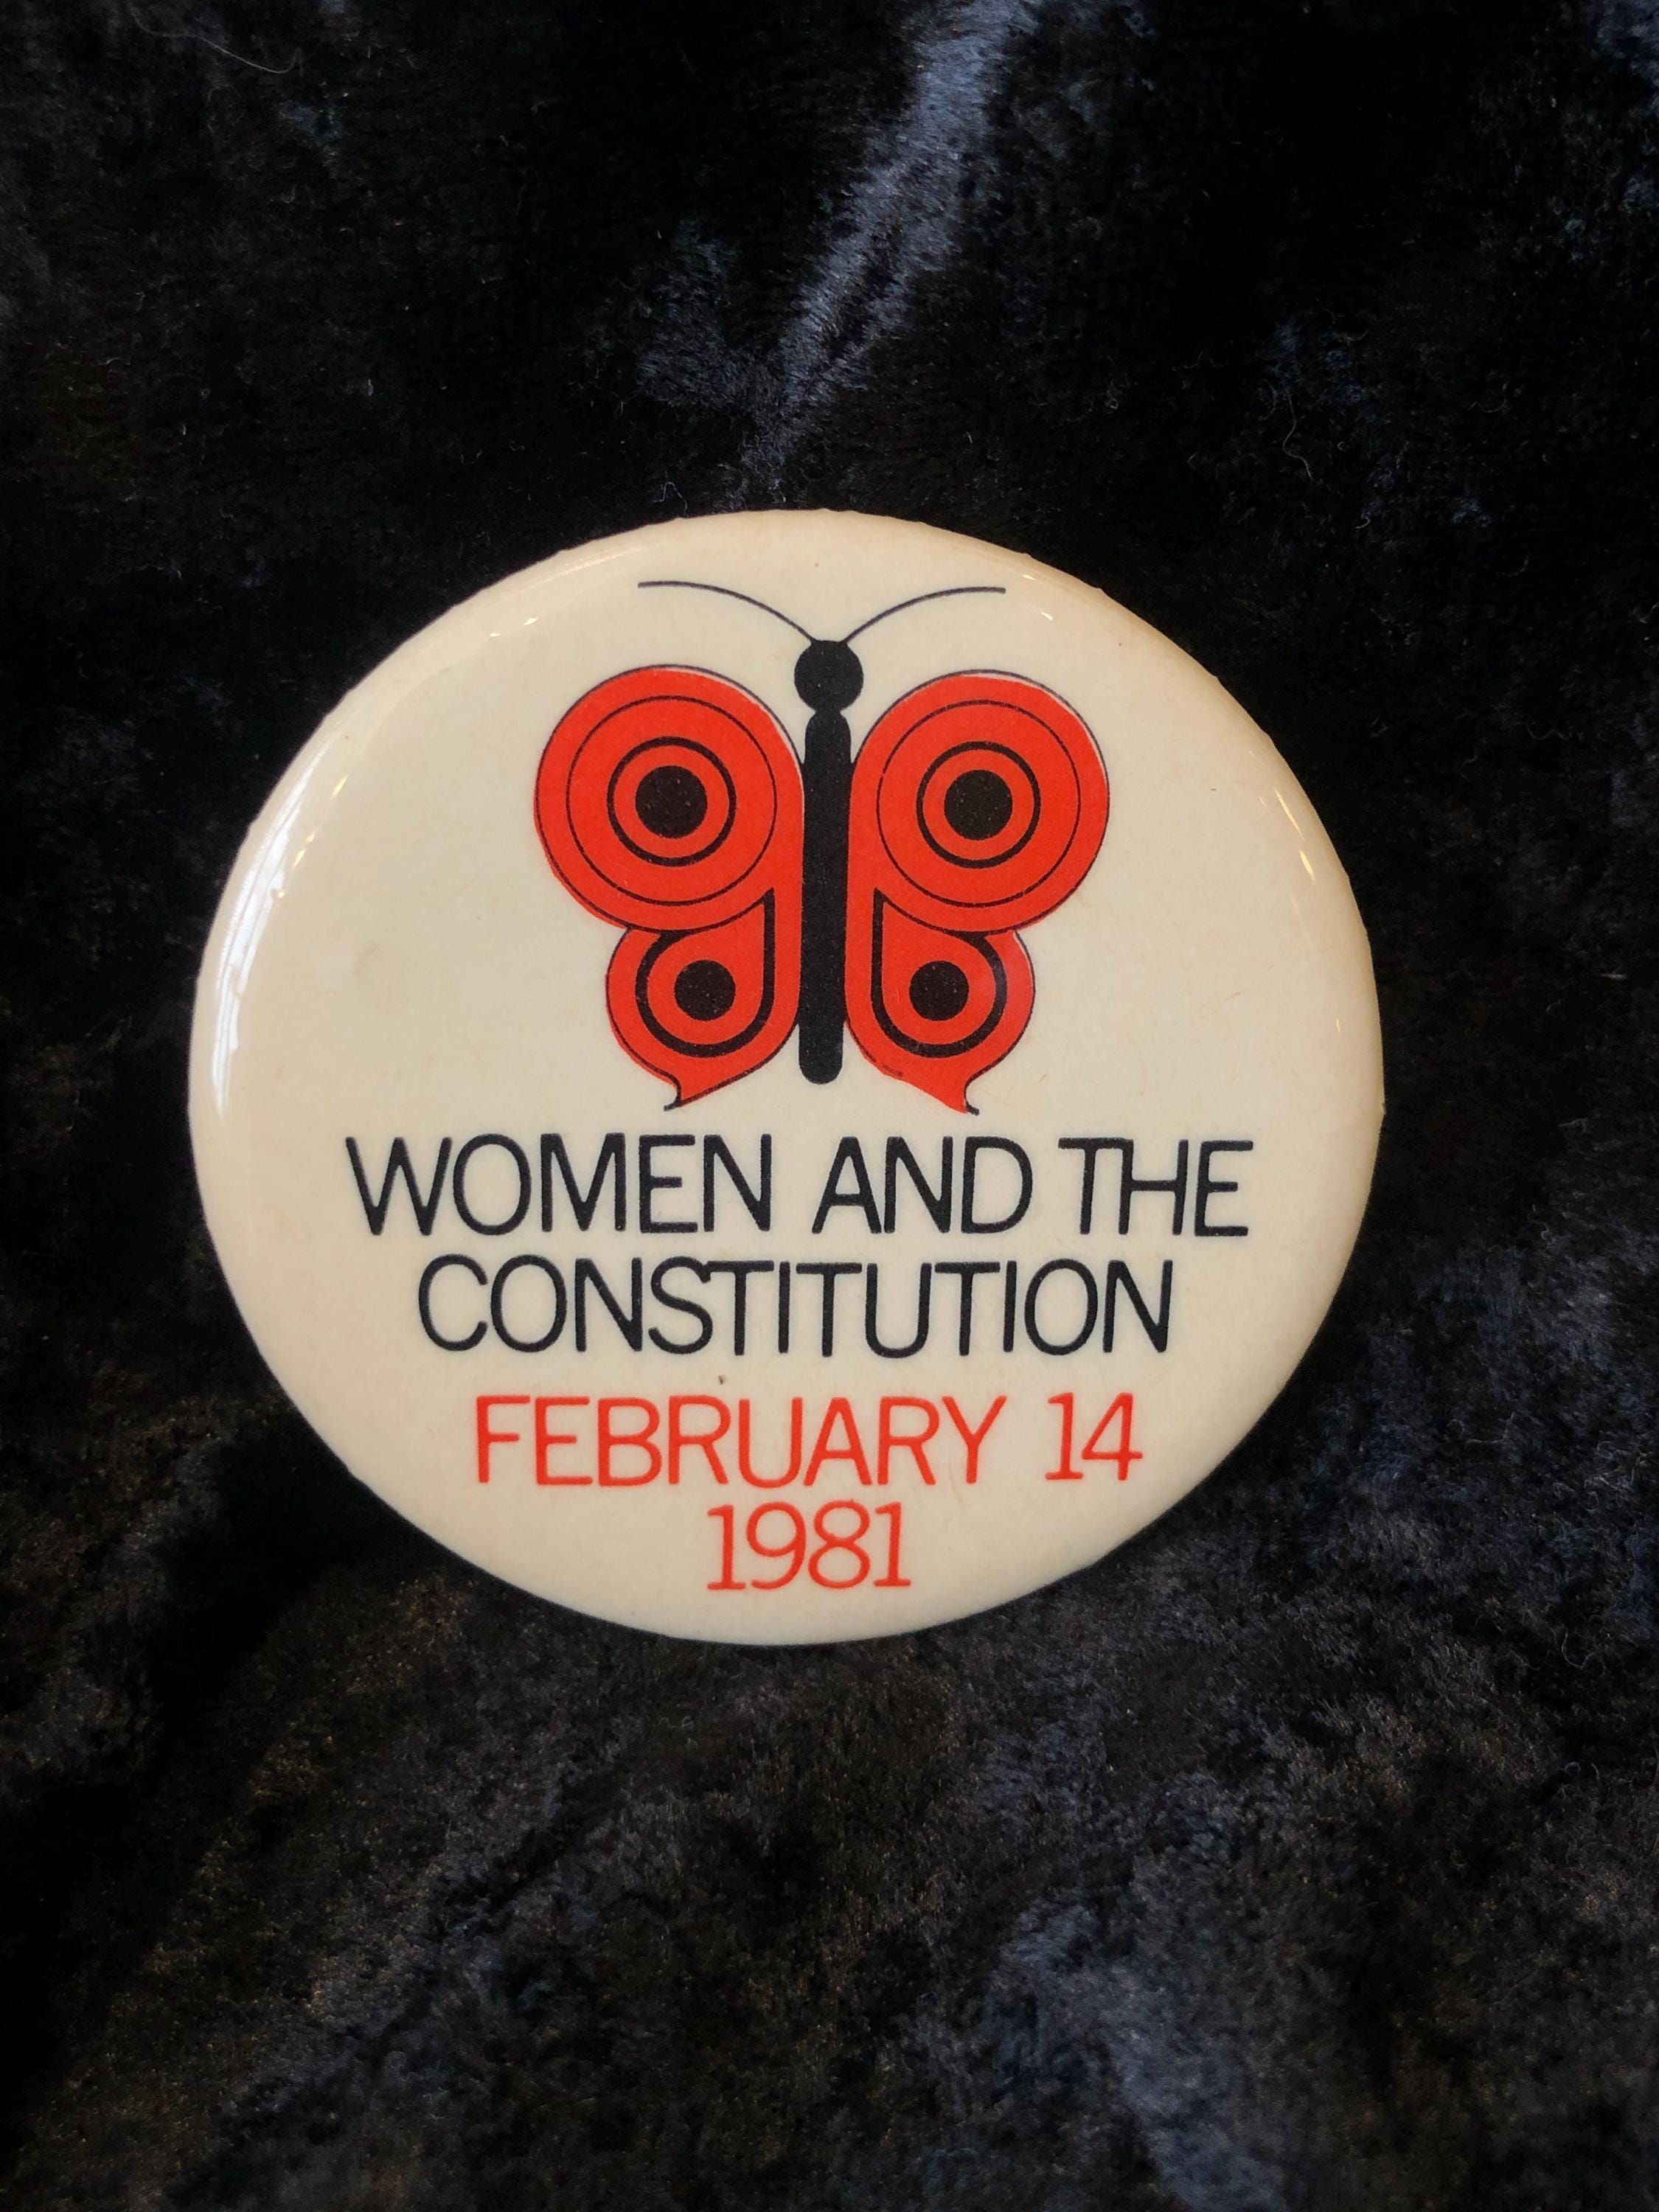 WOMEN AND THE
CONSTITUTION
FEBRUARY 14
1981